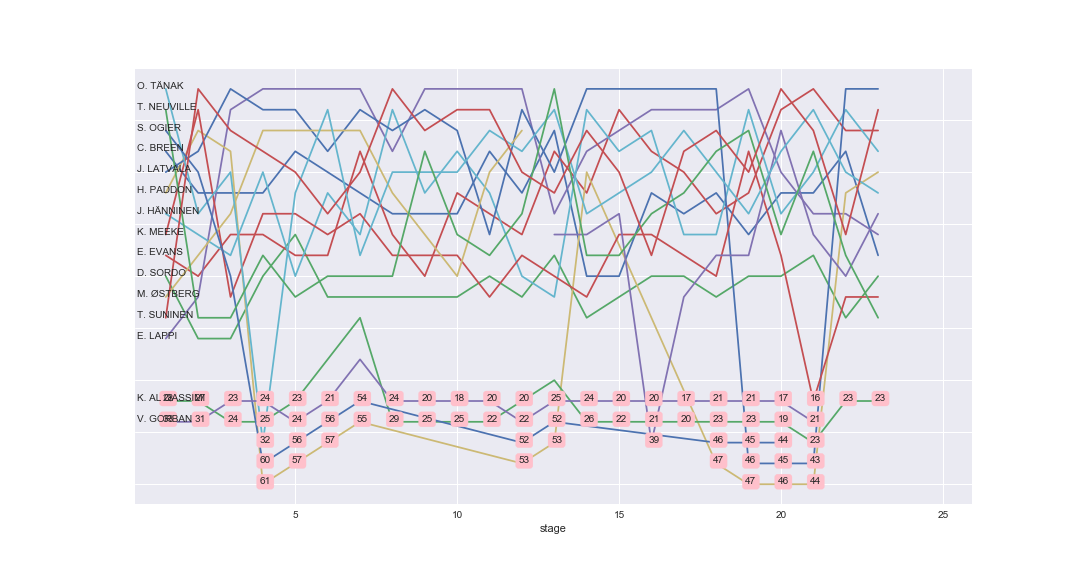 O. TÄNAK
T. NEUVILLE
S. OGIER
C. BREEN
J. LATVALA
H. PADDON
J. HÄNNINEN
K. MEEKE
E. EVANS
D. SORDO
M. ØSTBERG
T. SUNINEN
E. LAPPI
K. AL 23 24 23 21 54 24 20 18 20 20 25 24 20 20 17 21 21 17 16 23 23
V. GORBAN 31 24 25 24 56 55 29 25 25 22 22 52 26 22 21 20 23 23 19 21
32 56 57 52 53 39 46 45 44 23
60 57 53 47 46 45 43
61 47 46 44
5 10 15 20 25
stage